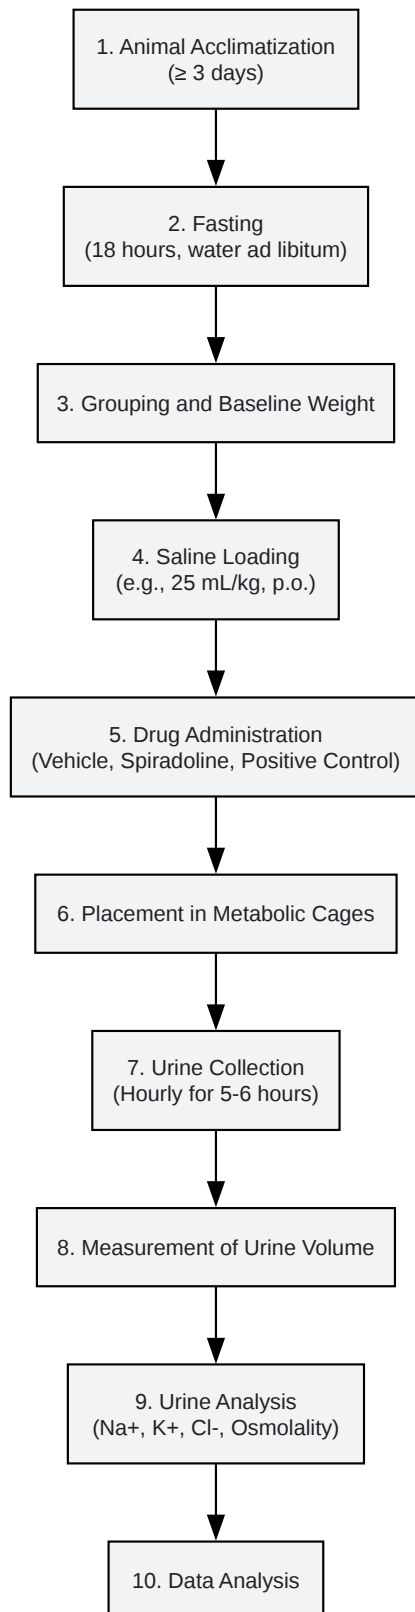 1. Animal Acclimatization
(≥ 3 days)
2. Fasting
(18 hours, water ad libitum)
3. Grouping and Baseline Weight
4. Saline Loading
(e.g., 25 mL/kg, p.o.)
5. Drug Administration
(Vehicle, Spiradoline, Positive Control)
6. Placement in Metabolic Cages
7. Urine Collection
(Hourly for 5-6 hours)
8. Measurement of Urine Volume
9. Urine Analysis
(Na+, K+, Cl-, Osmolality)
10. Data Analysis